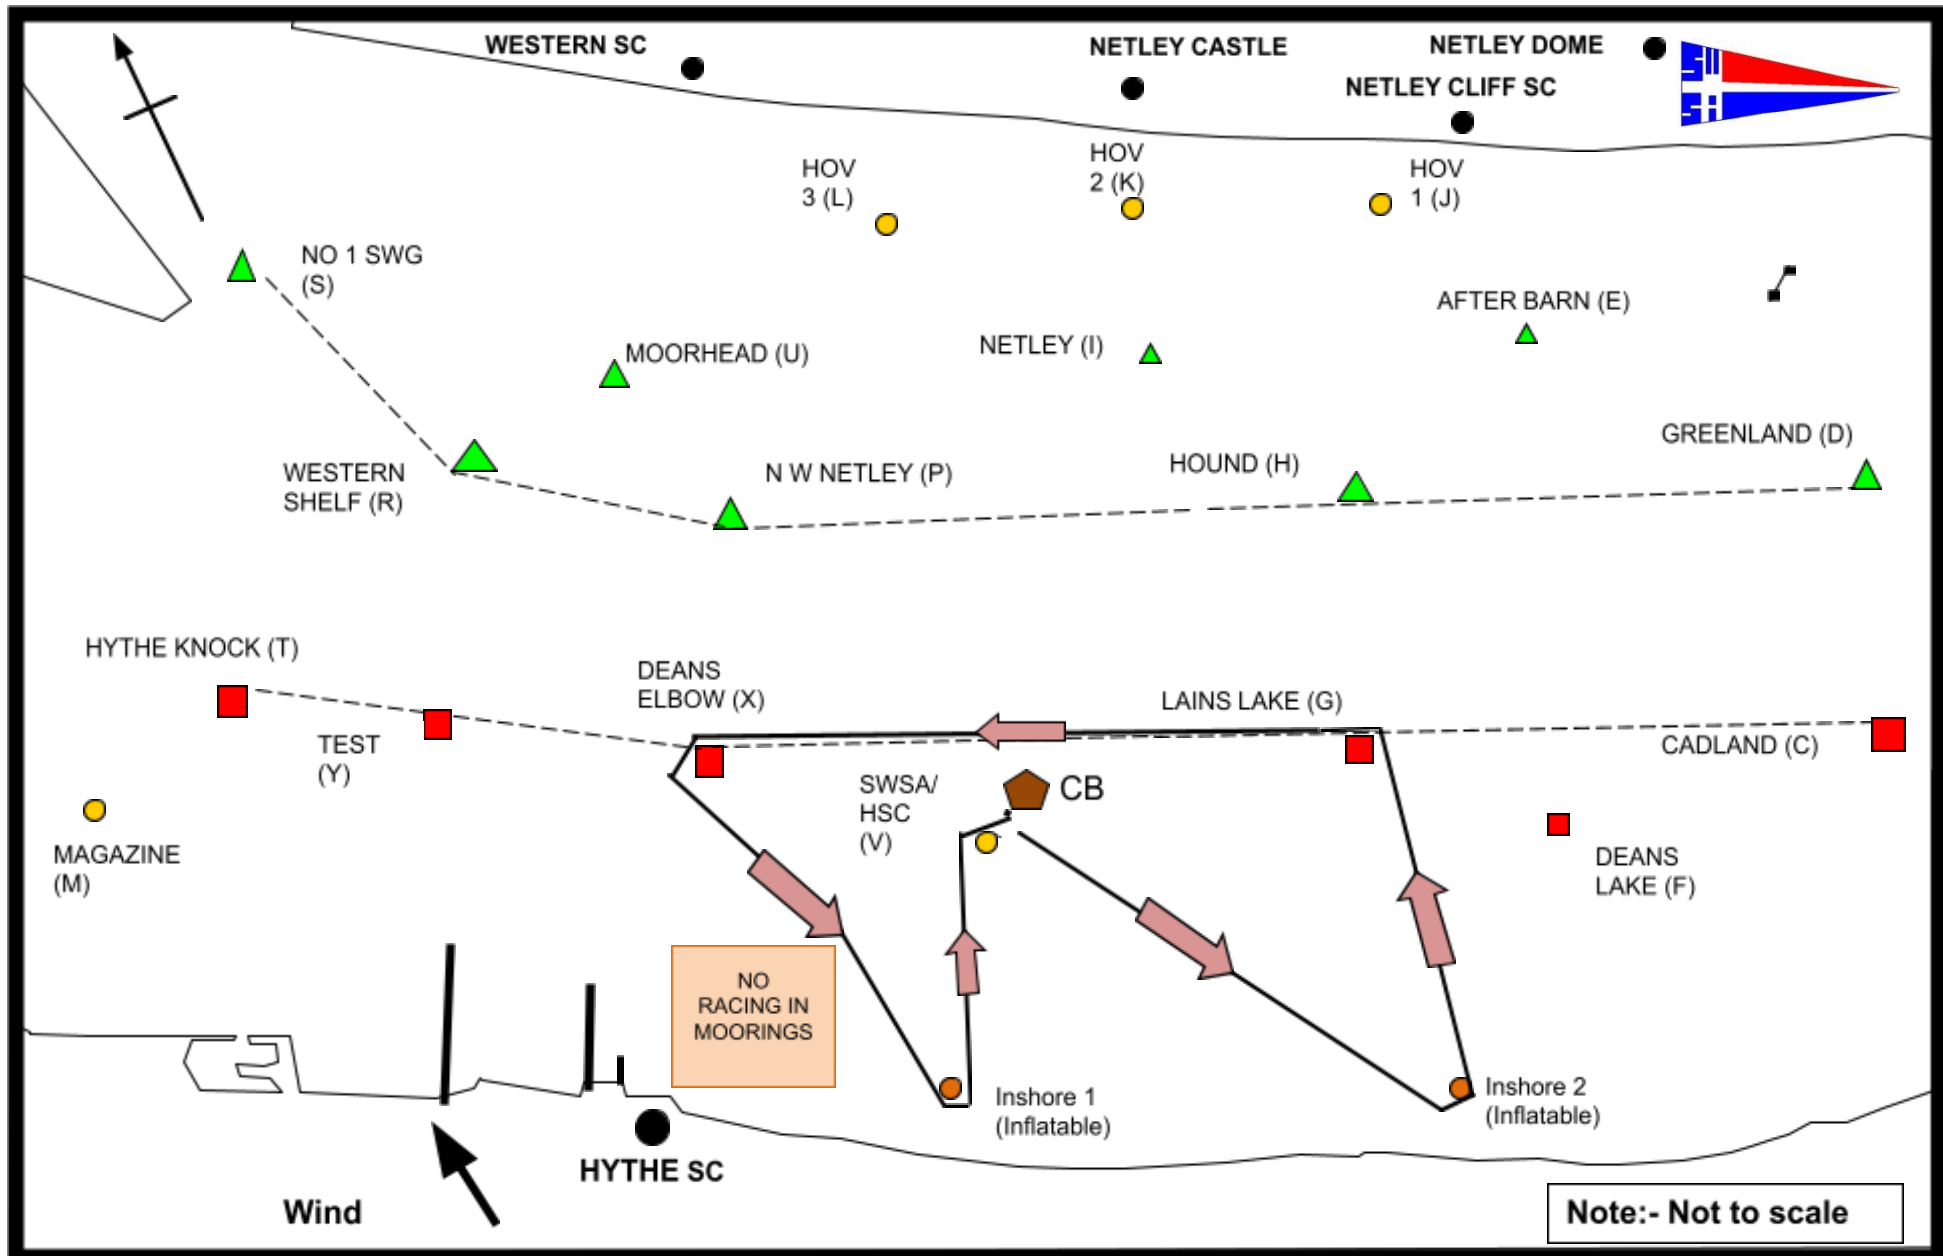 WESTERN SC
NETLEY CASTLE
NETLEY DOME
NETLEY CLIFF SC
HOV
3 (L)
HOV
2 (K)
HOV
1 (J)
NO 1 SWG
(S)
MOORHEAD (U)
NETLEY (I)
AFTER BARN (E)
WESTERN
SHELF (R)
N W NETLEY (P)
HOUND (H)
GREENLAND (D)
HYTHE KNOCK (T)
TEST
(Y)
DEANS
ELBOW (X)
LAINS LAKE (G)
CADLAND (C)
SWSA/
HSC
(V)
CB
MAGAZINE
(M)
DEANS
LAKE (F)
NO
RACING IN
MOORINGS
Inshore 1
(Inflatable)
Inshore 2
(Inflatable)
HYTHE SC
Wind
Note:- Not to scale